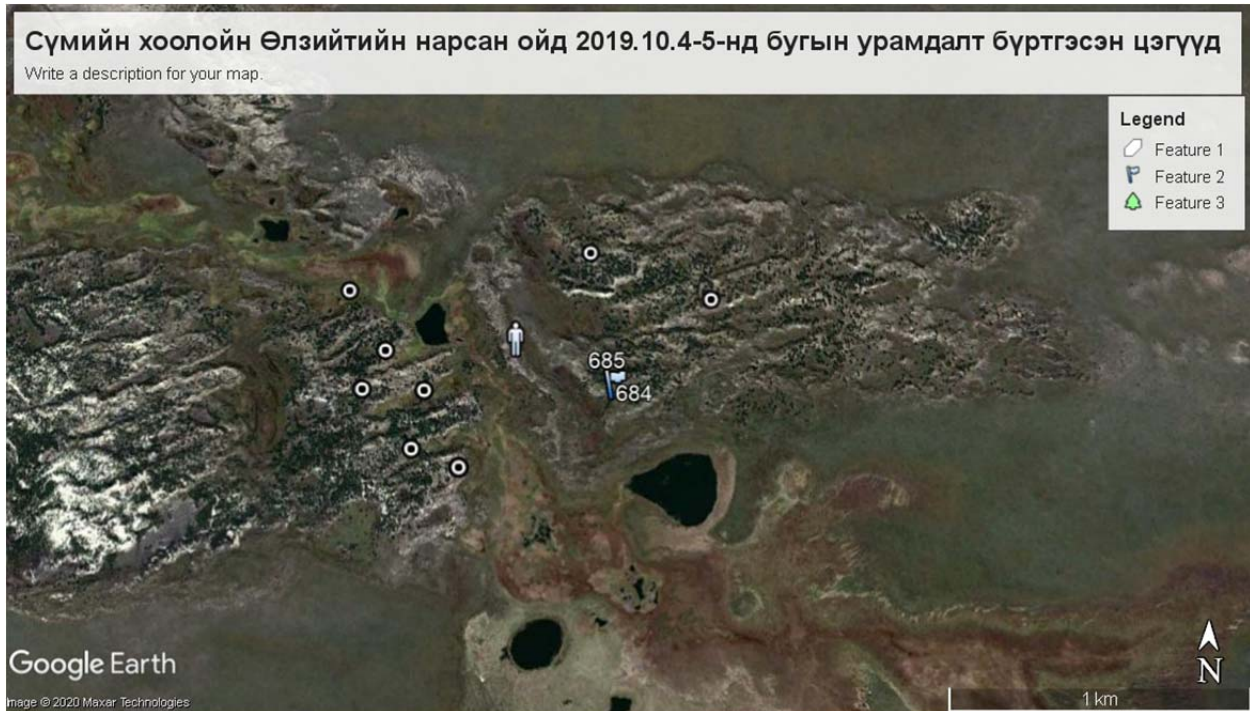 Сүмийн хоолойн Өлзийтийн нарсан ойд 2019.10.4-5-нд бугын урамдалт бүртгэсэн цэгүүд
Write a description for your map.
Legend
Feature 1
Feature 2
Feature 3
685
684
Google Earth
N
Image © 2020 Maxar Technologies
1 km